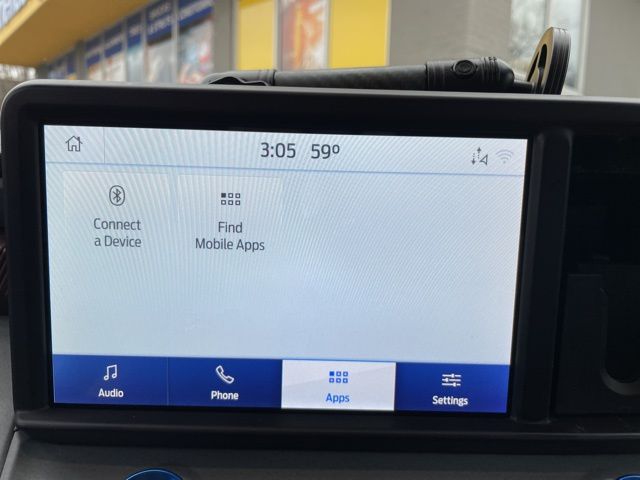 3:05 59°
Connect
a Device
Find
Mobile Apps
Audio
Phone
Apps
Settings